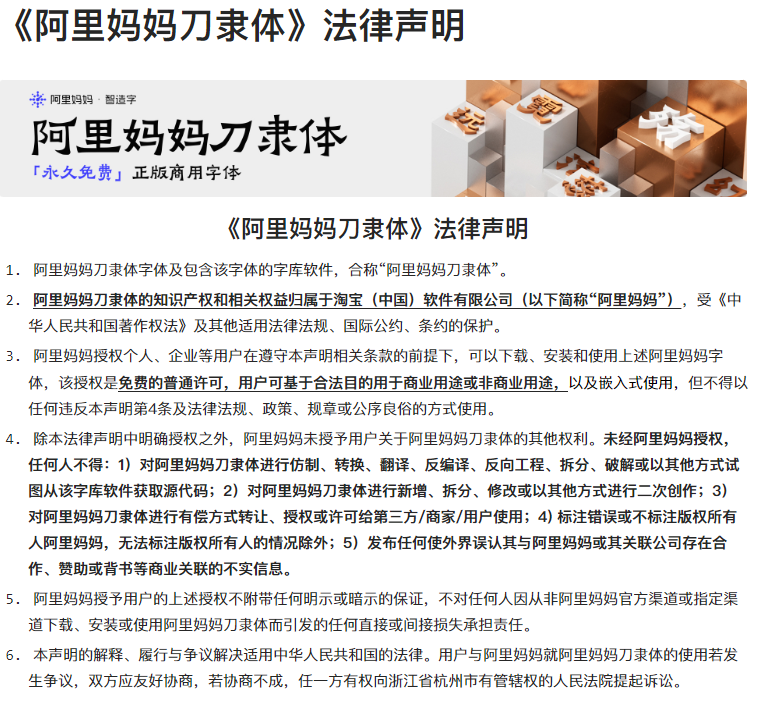 《阿里妈妈刀隶体》法律声明
阿里妈妈 · 智造字
阿里妈妈刀隶体
「永久免费」正版商用字体
《阿里妈妈刀隶体》法律声明
1. 阿里妈妈刀隶体字体及包含该字体的字库软件，合称“阿里妈妈刀隶体”。
2. 阿里妈妈刀隶体的知识产权和相关权益归属于淘宝（中国）软件有限公司（以下简称“阿里妈妈”），受《中
华人民共和国著作权法》及其他适用法律法规、国际公约、条约的保护。
3. 阿里妈妈授权个人、企业等用户在遵守本声明相关条款的前提下，可以下载、安装和使用上述阿里妈妈字
体，该授权是免费的普通许可，用户可基于合法目的用于商业用途或非商业用途，以及嵌入式使用，但不得以
任何违反本声明第4条及法律法规、政策、规章或公序良俗的方式使用。
4. 除本法律声明中明确授权之外，阿里妈妈未授予用户关于阿里妈妈刀隶体的其他权利。未经阿里妈妈授权，
任何人不得：1）对阿里妈妈刀隶体进行仿制、转换、翻译、反编译、反向工程、拆分、破解或以其他方式试
图从该字库软件获取源代码；2）对阿里妈妈刀隶体进行新增、拆分、修改或以其他方式进行二次创作；3）
对阿里妈妈刀隶体进行有偿方式转让、授权或许可给第三方/商家/用户使用；4) 标注错误或不标注版权所有
人阿里妈妈，无法标注版权所有人的情况除外；5）发布任何使外界误认其与阿里妈妈或其关联公司存在合
作、赞助或背书等商业关联的不实信息。
5. 阿里妈妈授予用户的上述授权不附带任何明示或暗示的保证，不对任何人因从非阿里妈妈官方渠道或指定渠
道下载、安装或使用阿里妈妈刀隶体而引发的任何直接或间接损失承担责任。
6. 本声明的解释、履行与争议解决适用中华人民共和国的法律。用户与阿里妈妈就阿里妈妈刀隶体的使用若发
生争议，双方应友好协商，若协商不成，任一方有权向浙江省杭州市有管辖权的人民法院提起诉讼。